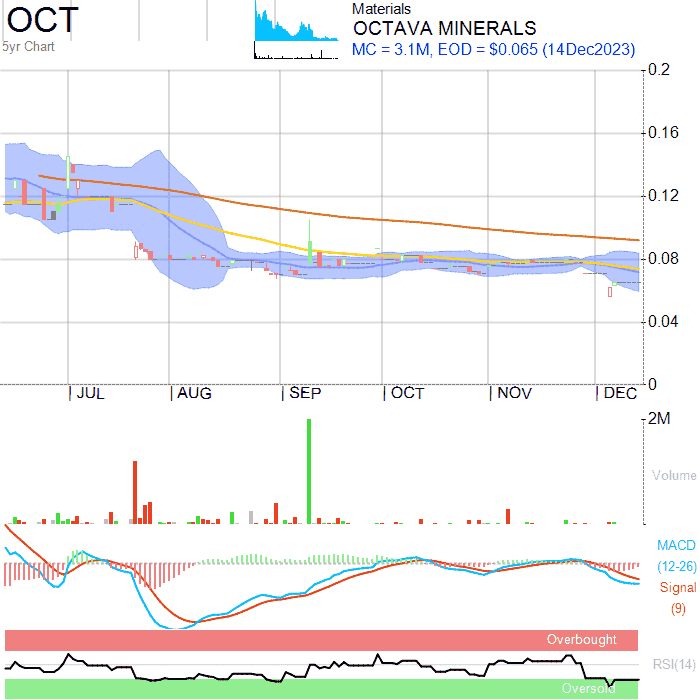 OCT
5yr Chart
Materials
OCTAVA MINERALS
MC = 3.1M, EOD = $0.065 (14Dec2023)
0.2
0.16
0.12
0.08
0.04
0
JUL
AUG
SEP
OCT
NOV
DEC
2M
Volume
MACD
(12-26)
Signal
(9)
Overbought
RSI(14)
Oversold